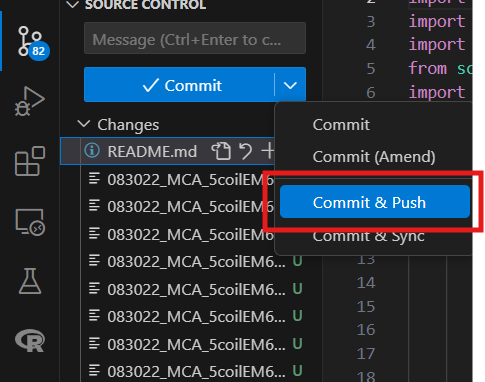 SOURCE CONTROL
82
Message (Ctrl+Enter to c...
Commit
Changes
README.md
083022_MCA_5coilEM6
083022_MCA_5coilEM6
083022_MCA_5coilEM6
083022_MCA_5coilEM6
083022_MCA_5coilEM6... U
083022_MCA_5coilEM6... U
083022_MCA_5coilEM6... U
083022_MCA_5coilEM6... U
Commit
Commit (Amend)
Commit & Push
Commit & Sync
R
2 import
3 import
4 import
5 from sc
6 import
13
14
15
16
17
18